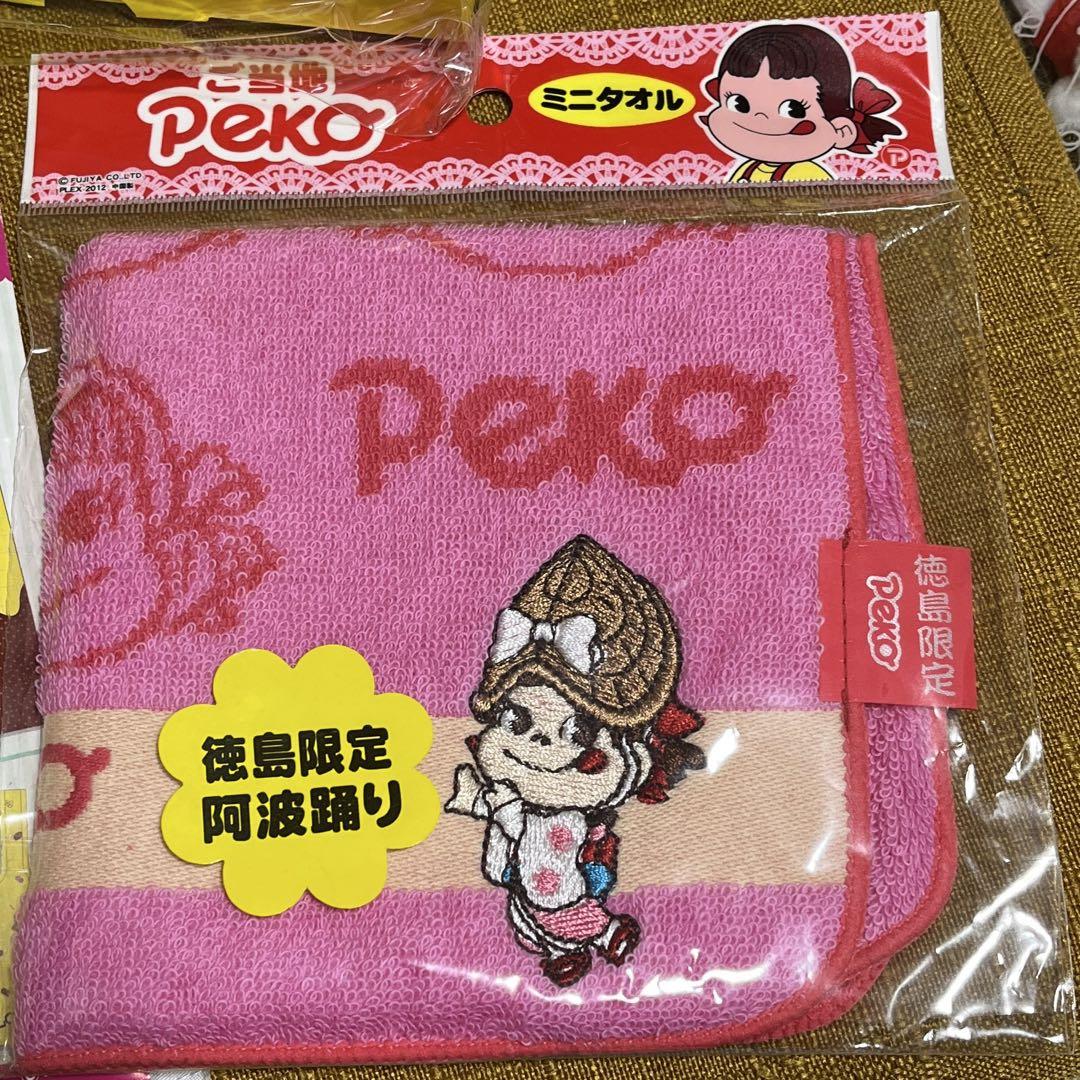 ご当地
Peko
ミニタオル
© FUJIYA CO.,LTD
PLEX 2012 中国製
P
Peko
徳島限定
Peko
徳島限定
阿波踊り